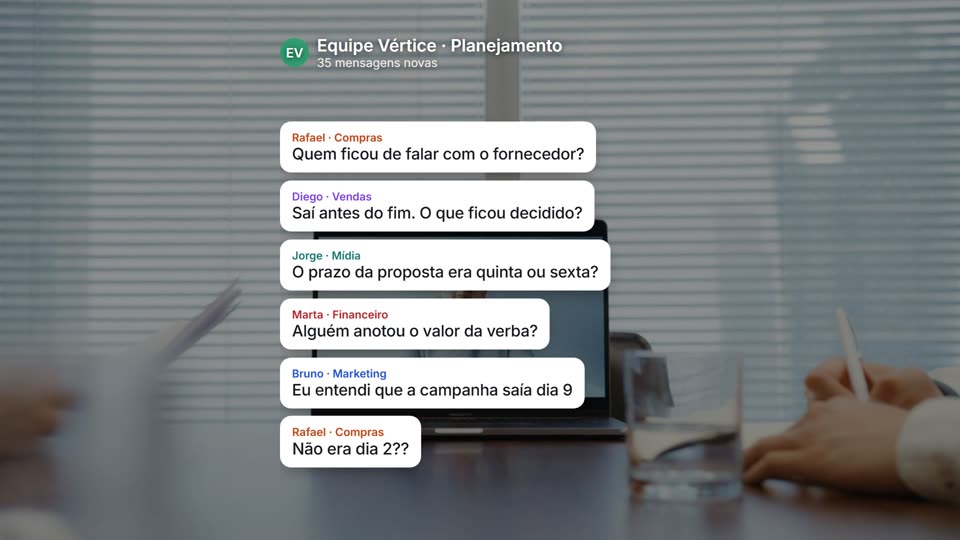 EV
Equipe Vértice · Planejamento
35 mensagens novas
Rafael · Compras
Quem ficou de falar com o fornecedor?
Diego · Vendas
Saí antes do fim. O que ficou decidido?
Jorge · Mídia
O prazo da proposta era quinta ou sexta?
Marta · Financeiro
Alguém anotou o valor da verba?
Bruno · Marketing
Eu entendi que a campanha saía dia 9
Rafael · Compras
Não era dia 2??